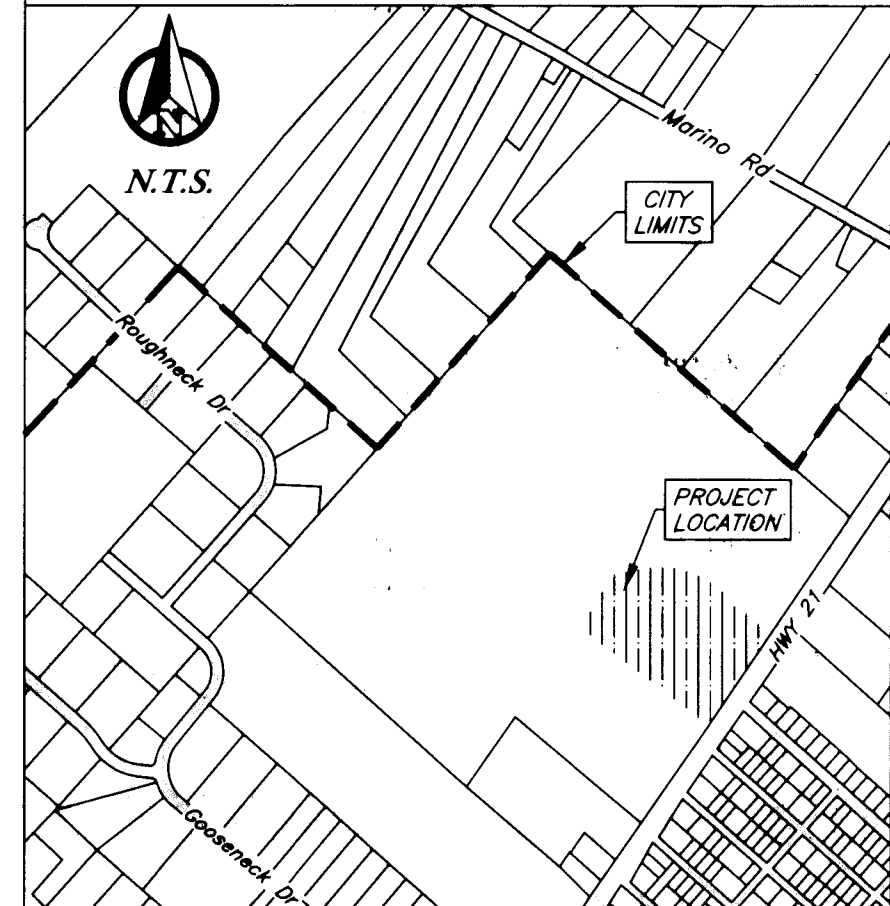 N
N.T.S.
Marino Rd
CITY
LIMITS
Roughneck Dr
PROJECT
LOCATION
HWY 21
Gooseneck Dr